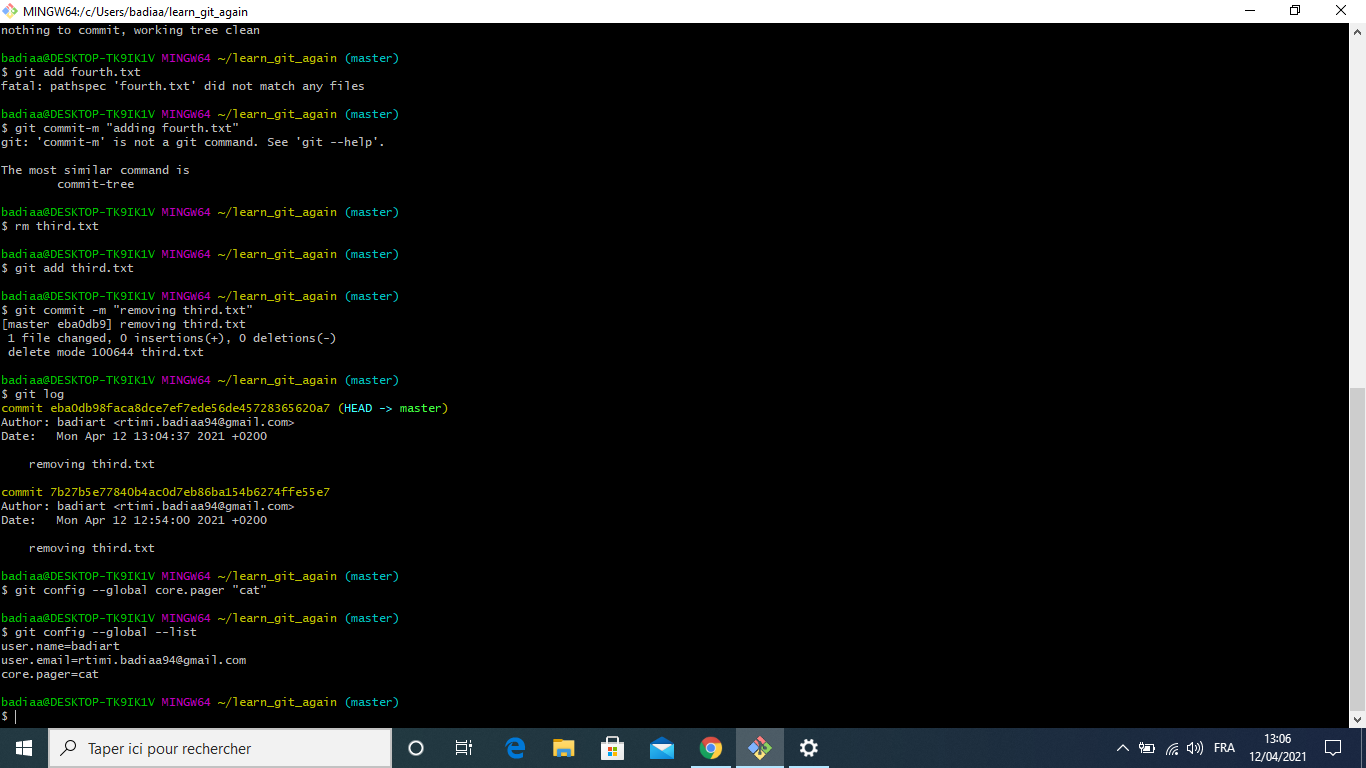 MINGW64:/c/Users/badiaa/learn_git_again
nothing to commit, working tree clean
badiaa@DESKTOP-TK9IK1V MINGW64 ~/learn_git_again (master)
$ git add fourth.txt
fatal: pathspec 'fourth.txt' did not match any files
badiaa@DESKTOP-TK9IK1V MINGW64 ~/learn_git_again (master)
$ git commit-m "adding fourth.txt"
git: 'commit-m' is not a git command. See 'git --help'.
The most similar command is
commit-tree
badiaa@DESKTOP-TK9IK1V MINGW64 ~/learn_git_again (master)
$ rm third.txt
badiaa@DESKTOP-TK9IK1V MINGW64 ~/learn_git_again (master)
$ git add third.txt
badiaa@DESKTOP-TK9IK1V MINGW64 ~/learn_git_again (master)
$ git commit -m "removing third.txt"
[master eba0db9] removing third.txt
1 file changed, 0 insertions(+), 0 deletions(-)
delete mode 100644 third.txt
badiaa@DESKTOP-TK9IK1V MINGW64 ~/learn_git_again (master)
$ git log
commit eba0db98faca8dce7ef7ede56de45728365620a7 (HEAD -> master)
Author: badiart <rtimi.badiaa94@gmail.com>
Date:   Mon Apr 12 13:04:37 2021 +0200
removing third.txt
commit 7b27b5e77840b4ac0d7eb86ba154b6274ffe55e7
Author: badiart <rtimi.badiaa94@gmail.com>
Date:   Mon Apr 12 12:54:00 2021 +0200
removing third.txt
badiaa@DESKTOP-TK9IK1V MINGW64 ~/learn_git_again (master)
$ git config --global core.pager "cat"
badiaa@DESKTOP-TK9IK1V MINGW64 ~/learn_git_again (master)
$ git config --global --list
user.name=badiart
user.email=rtimi.badiaa94@gmail.com
core.pager=cat
badiaa@DESKTOP-TK9IK1V MINGW64 ~/learn_git_again (master)
$
Taper ici pour rechercher
FRA
13:06
12/04/2021